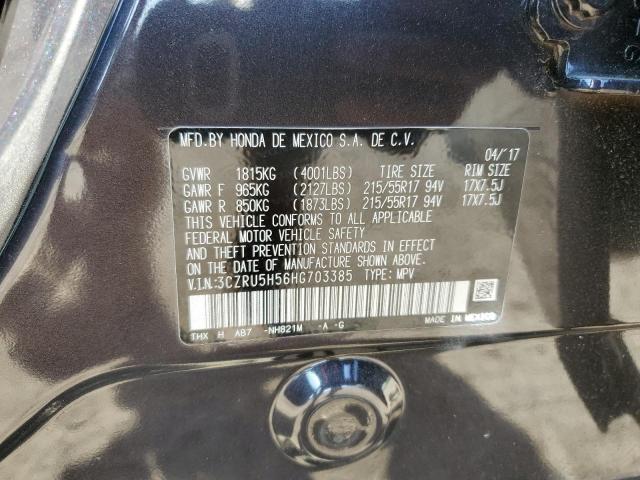 MFD.BY HONDA DE MEXICO S.A. DE C.V.
04/'17
GVWR 1815KG (4001LBS) TIRE SIZE RIM SIZE
GAWR F 965KG (2127LBS) 215/55R17 94V 17X7.5J
GAWR R 850KG (1873LBS) 215/55R17 94V 17X7.5J
THIS VEHICLE CONFORMS TO ALL APPLICABLE
FEDERAL MOTOR VEHICLE SAFETY
AND THEFT PREVENTION STANDARDS IN EFFECT
ON THE DATE OF MANUFACTURE SHOWN ABOVE.
V.I.N:3CZRU5H56HG703385 TYPE: MPV
THX H AB7 -NH821M -A -G
MADE IN MEXICO